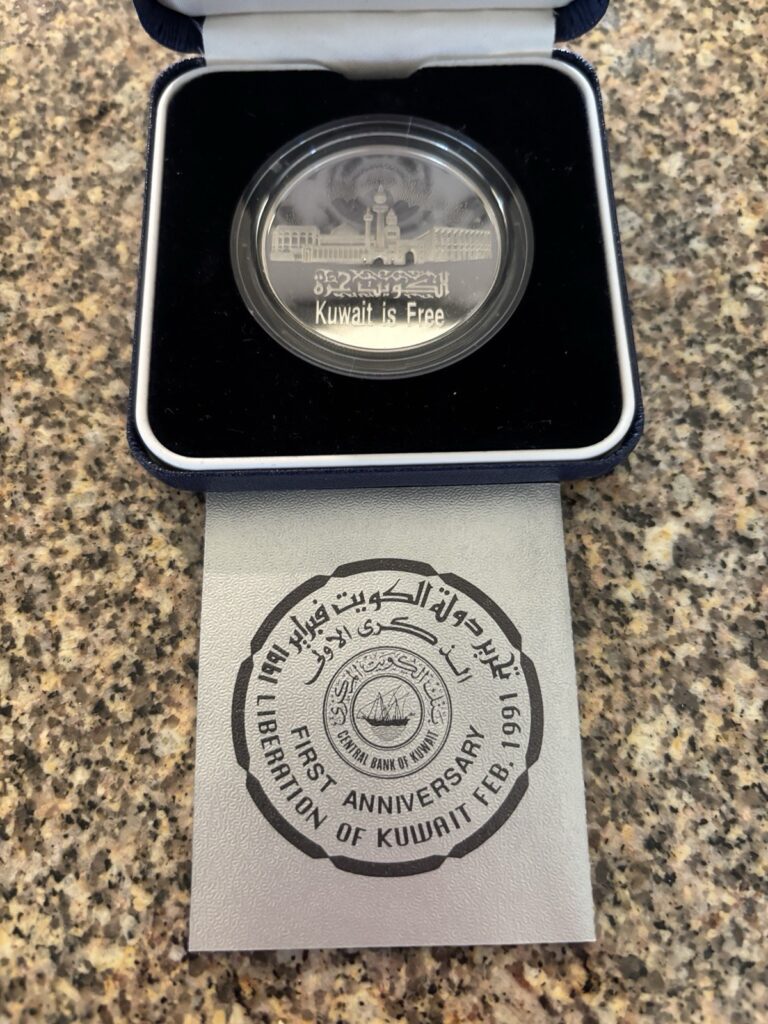 الكويت حرة
Kuwait is Free
تحرير دولة الكويت فبراير ١٩٩١
الذكرى الاولى
بنك الكويت المركزي
CENTRAL BANK OF KUWAIT
FIRST ANNIVERSARY
LIBERATION OF KUWAIT FEB. 1991